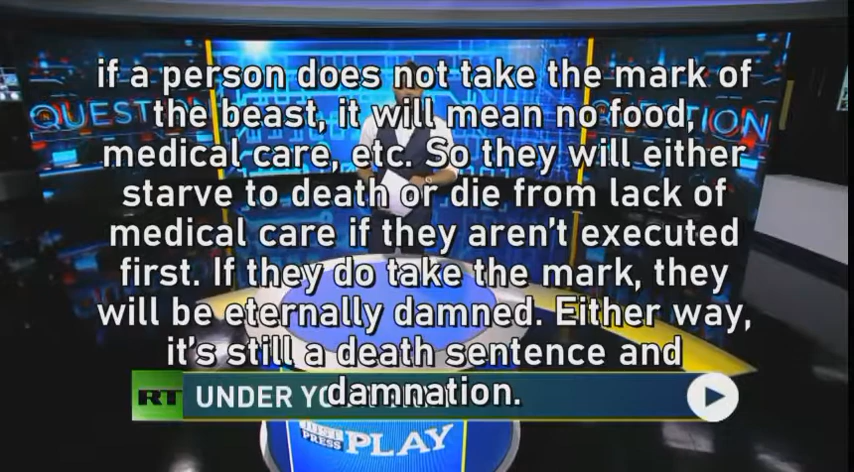 if a person does not take the mark of
the beast, it will mean no food,
medical care, etc. So they will either
starve to death or die from lack of
medical care if they aren't executed
first. If they do take the mark, they
will be eternally damned. Either way,
it's still a death sentence and
damnation.
QUESTION
RT UNDER
PRESS PLAY